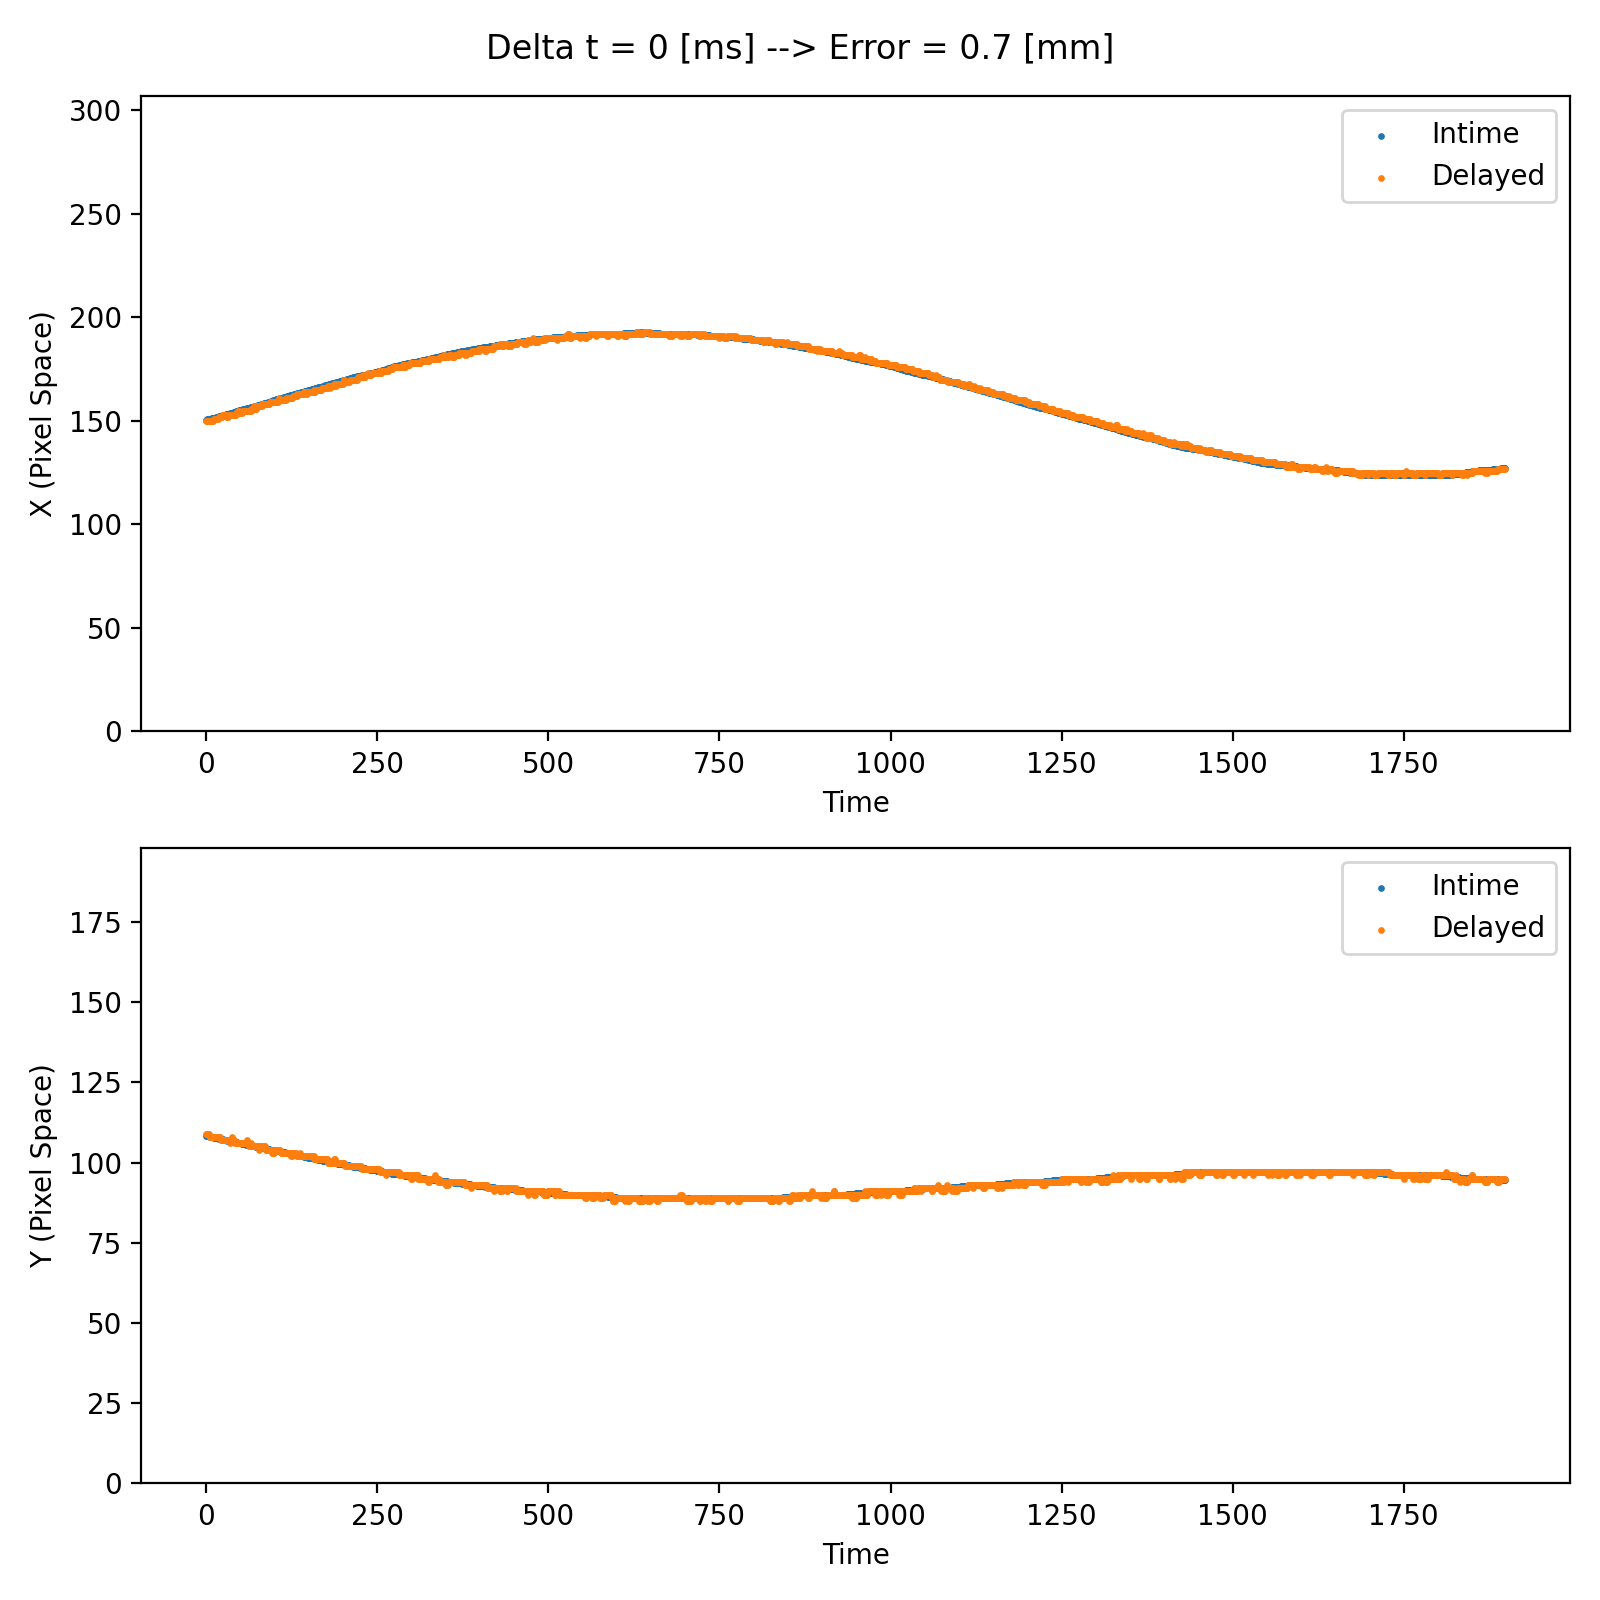 Delta t = 0 [ms] --> Error = 0.7 [mm]
300
250
200
150
100
50
0
X (Pixel Space)
Intime
Delayed
0 250 500 750 1000 1250 1500 1750
Time
175
150
125
100
75
50
25
0
Y (Pixel Space)
Intime
Delayed
0 250 500 750 1000 1250 1500 1750
Time